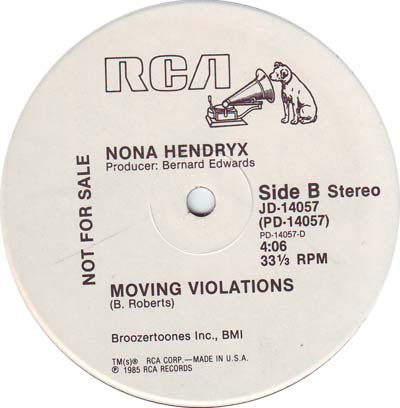 RCA
NOT FOR SALE
NONA HENDRYX
Producer: Bernard Edwards
Side B Stereo
JD-14057
(PD-14057)
PD-14057-D
4:06
33⅓ RPM
MOVING VIOLATIONS
(B. Roberts)
Broozertoones Inc., BMI
TM(s)® RCA CORP.—MADE IN U.S.A.
℗ 1985 RCA RECORDS